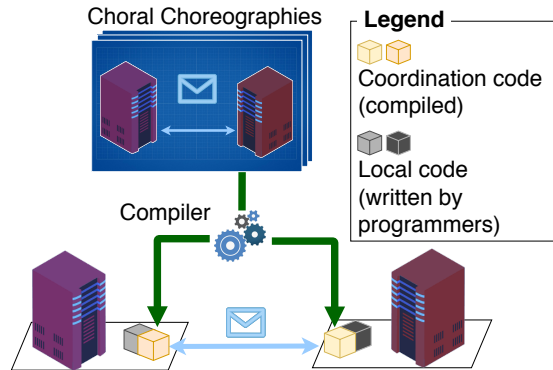 Choral Choreographies
Legend
Coordination code
(compiled)
Local code
(written by
programmers)
Compiler